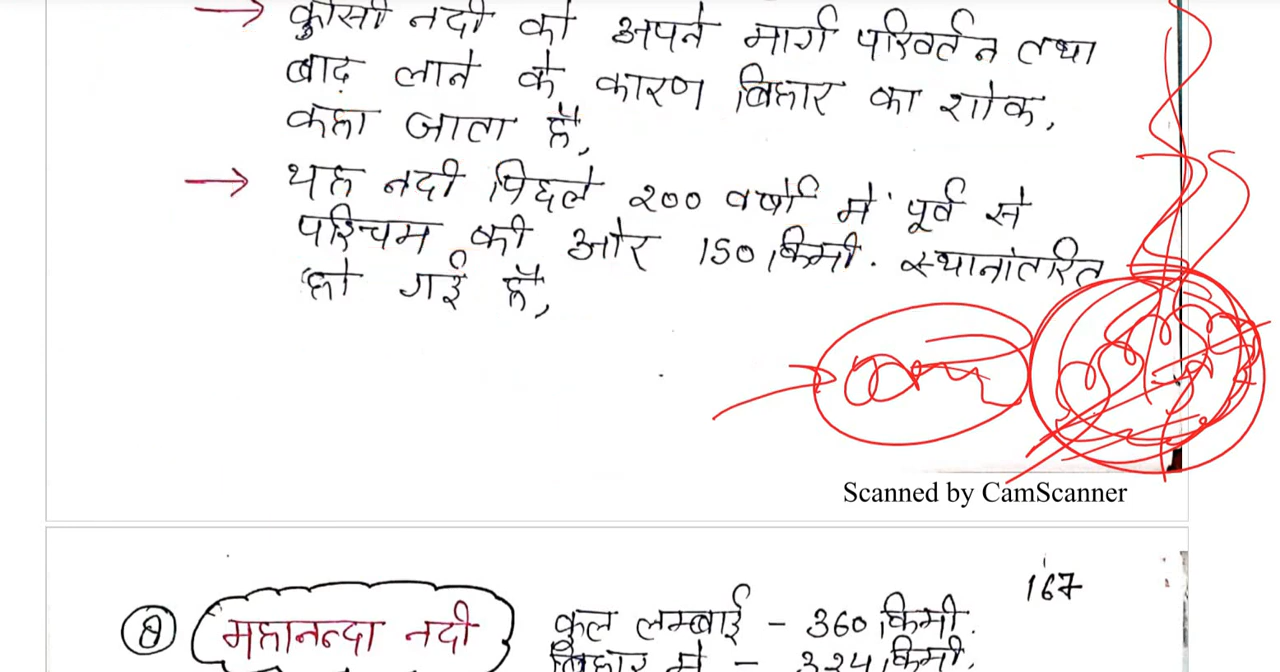 → कोसी नदी को अपने मार्ग परिवर्तन तथा
बाढ़ लाने के कारण बिहार का शोक,
कहा जाता है,
→ यह नदी पिछले 200 वर्षो में पूर्व से
पश्चिम की ओर 150 किमी. स्थानांतरित
हो गई है,
Scanned by CamScanner
167
8 महानन्दा नदी कुल लम्बाई - 360 किमी.
बिहार में - 324 किमी.